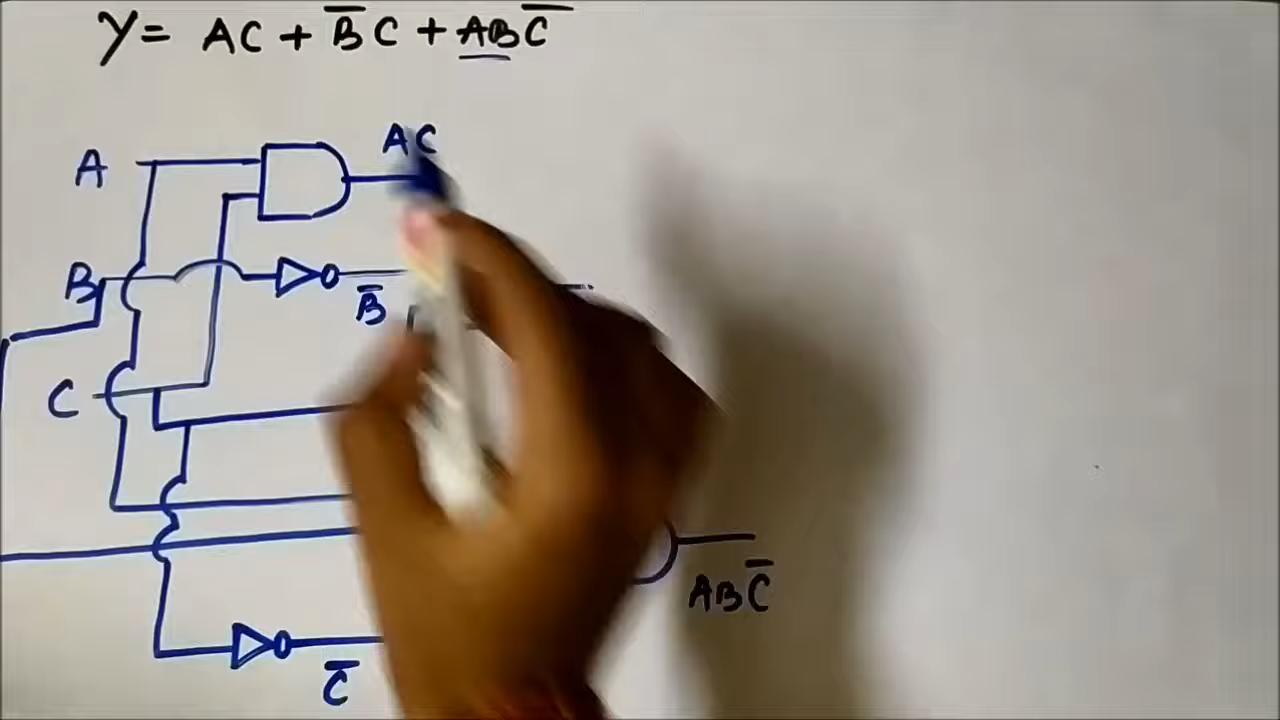 Y = AC + B̅C + ABC̅
AC
A
B
B̅
C
ABC̅
C̅